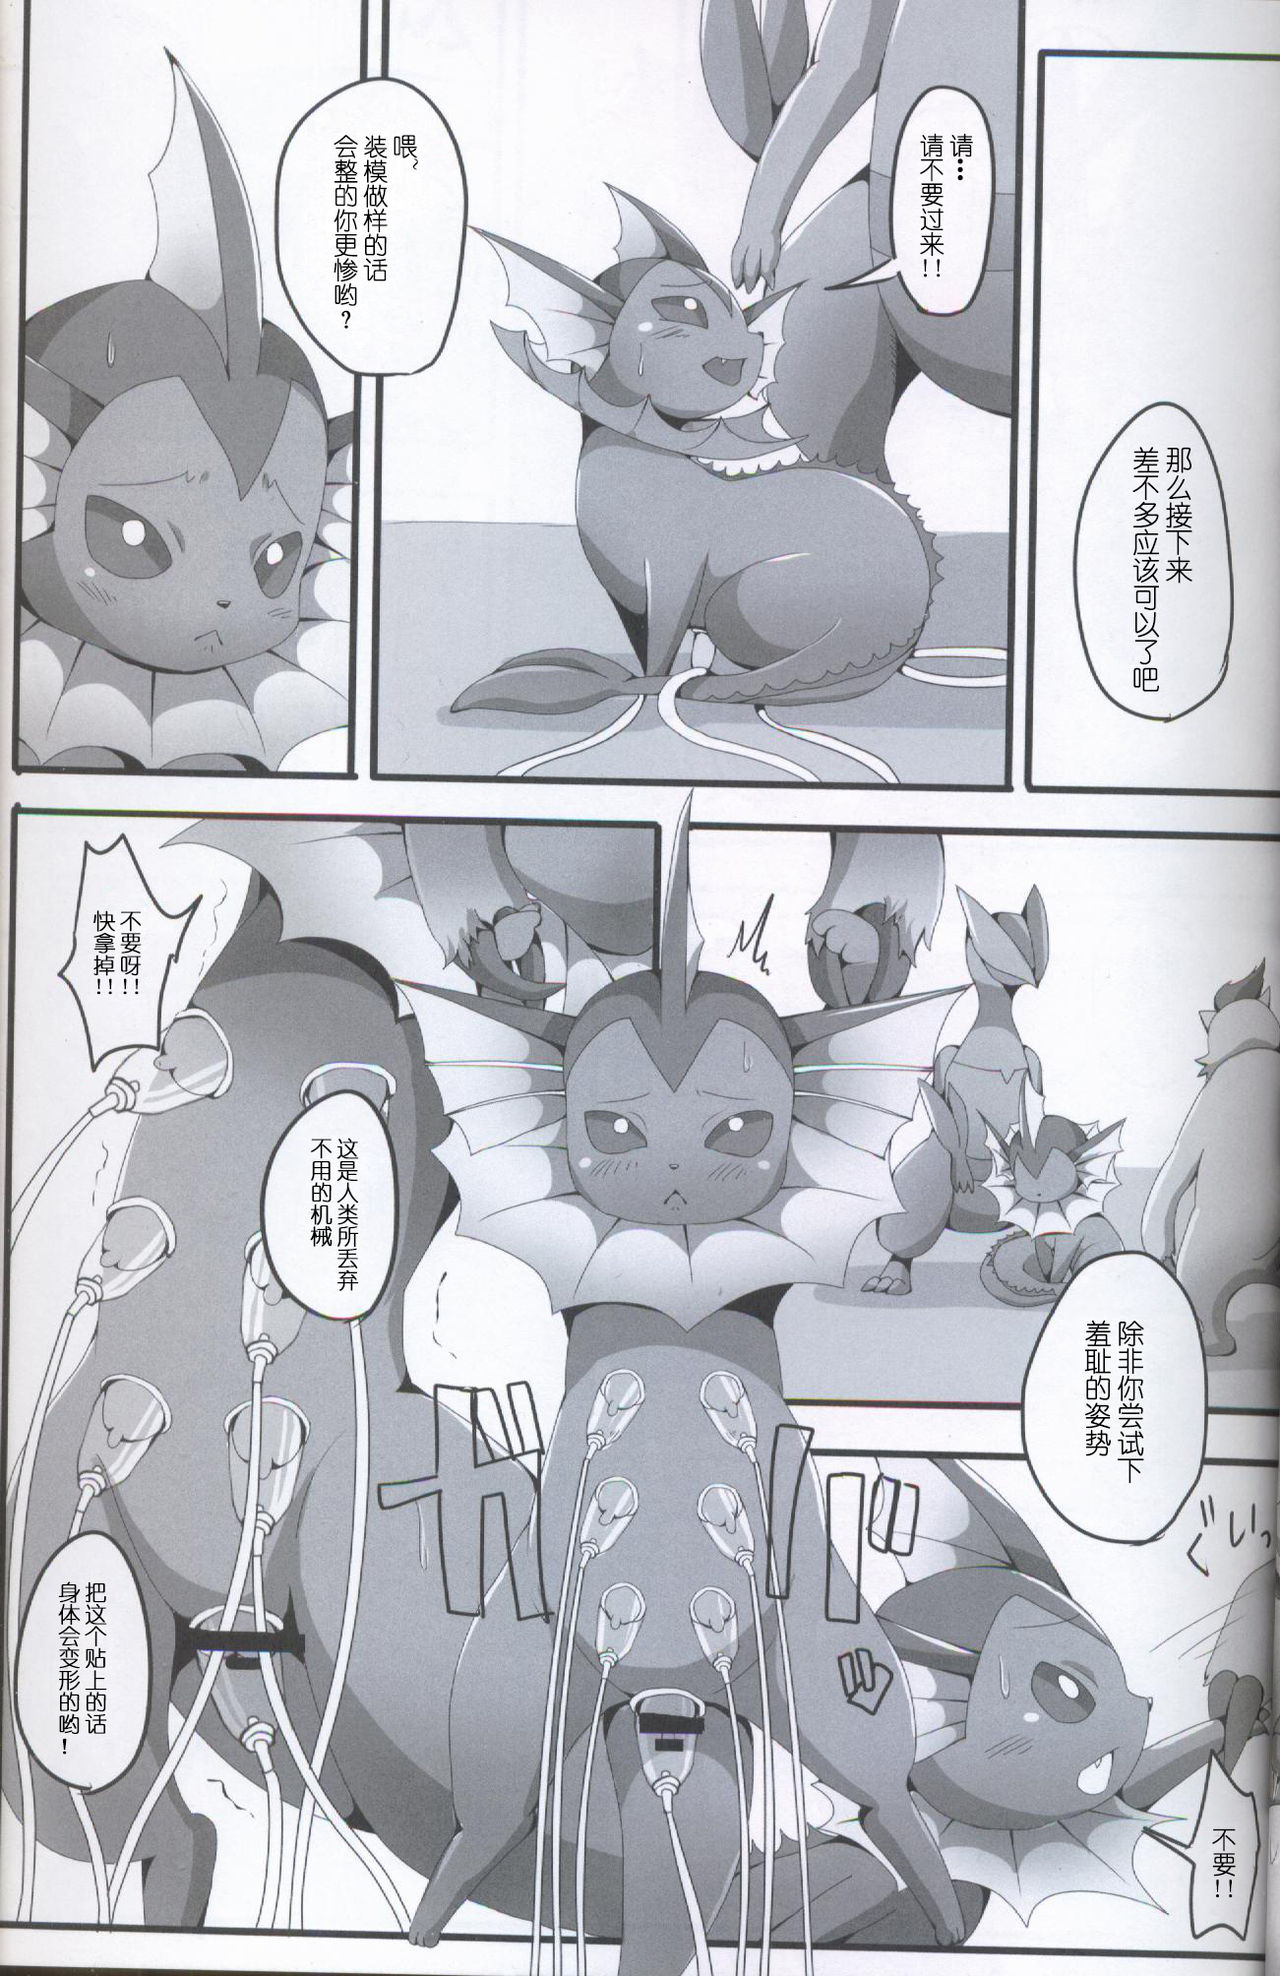 那么接下来
差不多应该可以了吧
请…
请不要过来!!
喂~
装模做样的话
会整的你更惨哟？
除非你尝试下
羞耻的姿势
ぐいっ
不要!!
不要呀!!
快拿掉!!
这是人类所丢弃
不用的机械
把这个贴上的话
身体会变形的哟！